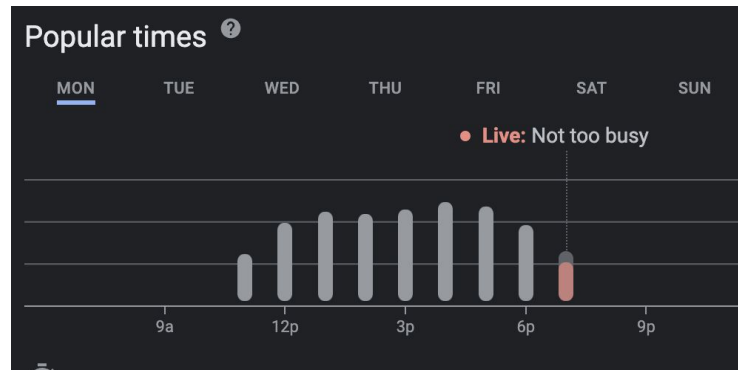 Popular times ?
MON TUE WED THU FRI SAT SUN
Live: Not too busy
9a 12p 3p 6p 9p